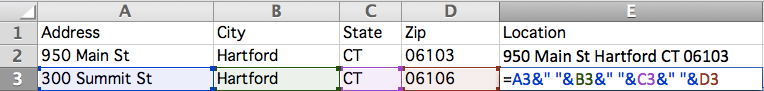 A B C D E
1 Address City State Zip Location
2 950 Main St Hartford CT 06103 950 Main St Hartford CT 06103
3 300 Summit St Hartford CT 06106 =A3&" "&B3&" "&C3&" "&D3